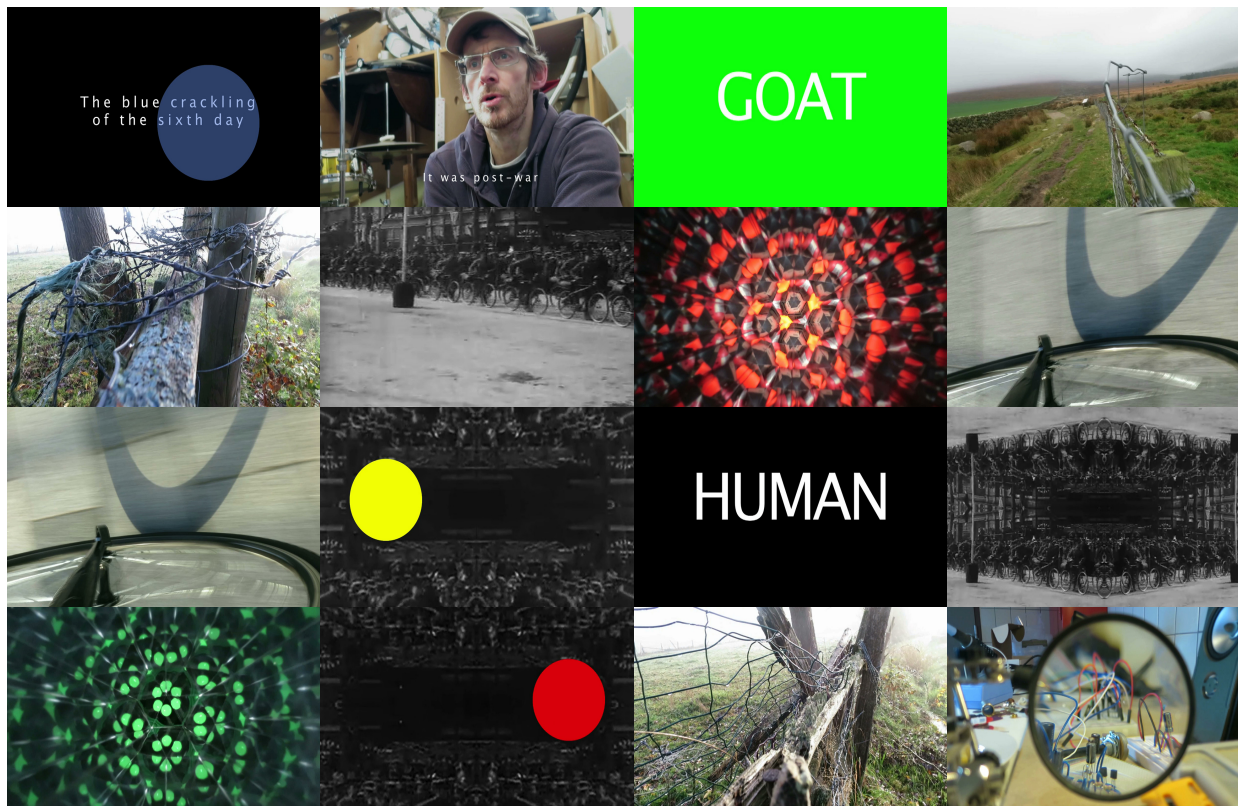 The blue crackling
of the sixth day
It was post-war
GOAT
HUMAN